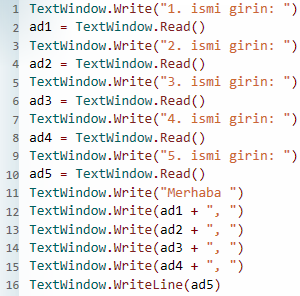 1 TextWindow.Write("1. ismi girin: ")
2 ad1 = TextWindow.Read()
3 TextWindow.Write("2. ismi girin: ")
4 ad2 = TextWindow.Read()
5 TextWindow.Write("3. ismi girin: ")
6 ad3 = TextWindow.Read()
7 TextWindow.Write("4. ismi girin: ")
8 ad4 = TextWindow.Read()
9 TextWindow.Write("5. ismi girin: ")
10 ad5 = TextWindow.Read()
11 TextWindow.Write("Merhaba ")
12 TextWindow.Write(ad1 + ", ")
13 TextWindow.Write(ad2 + ", ")
14 TextWindow.Write(ad3 + ", ")
15 TextWindow.Write(ad4 + ", ")
16 TextWindow.WriteLine(ad5)